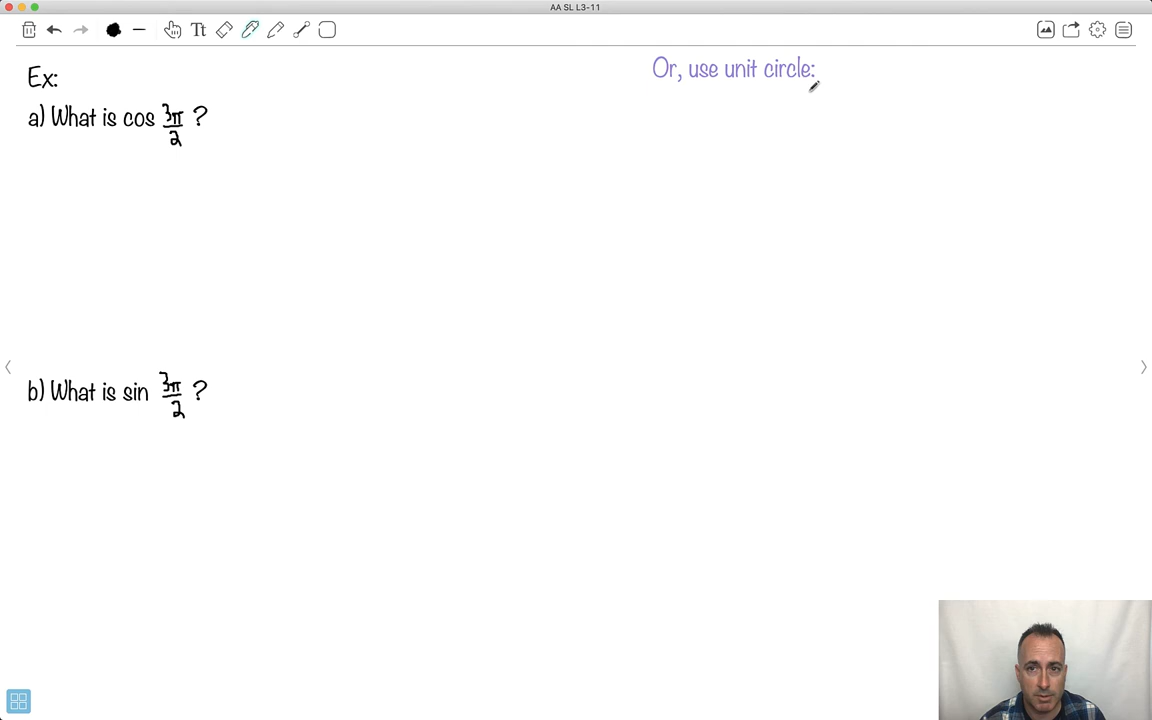 AA SL L3-11
Tt
Ex:
Or, use unit circle:
a) What is cos 3π/2 ?
b) What is sin 3π/2 ?